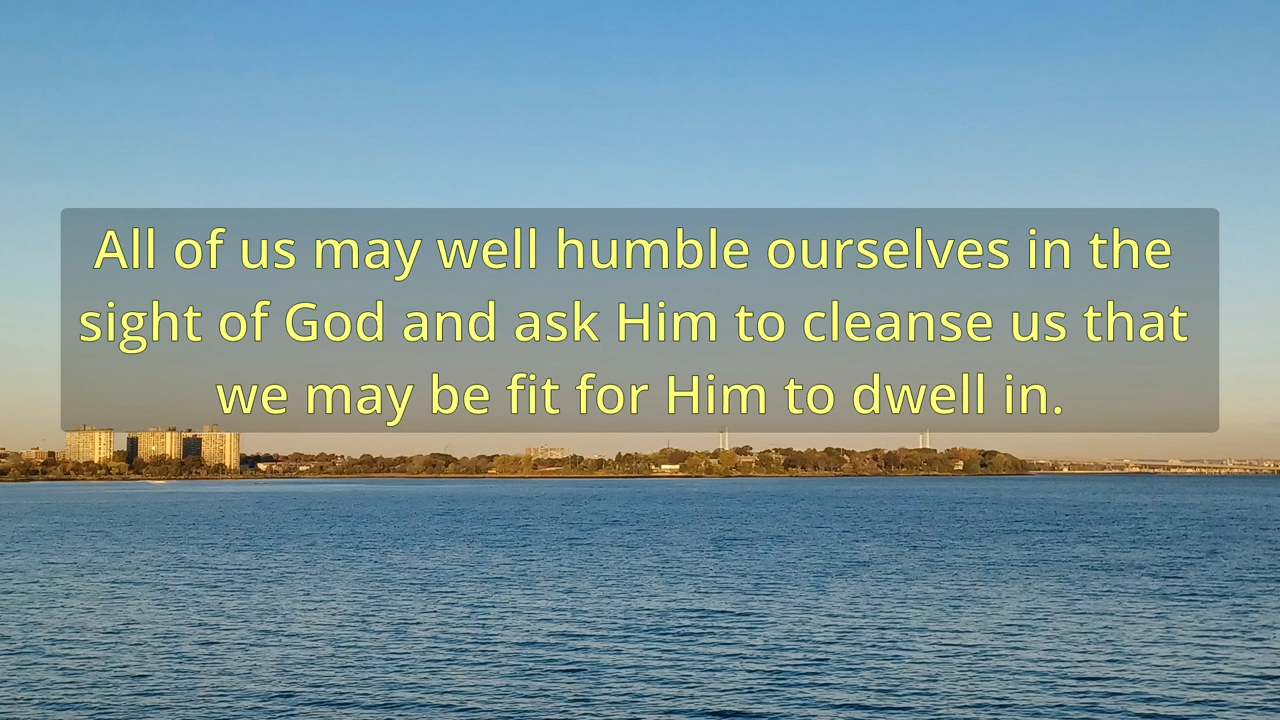 All of us may well humble ourselves in the
sight of God and ask Him to cleanse us that
we may be fit for Him to dwell in.